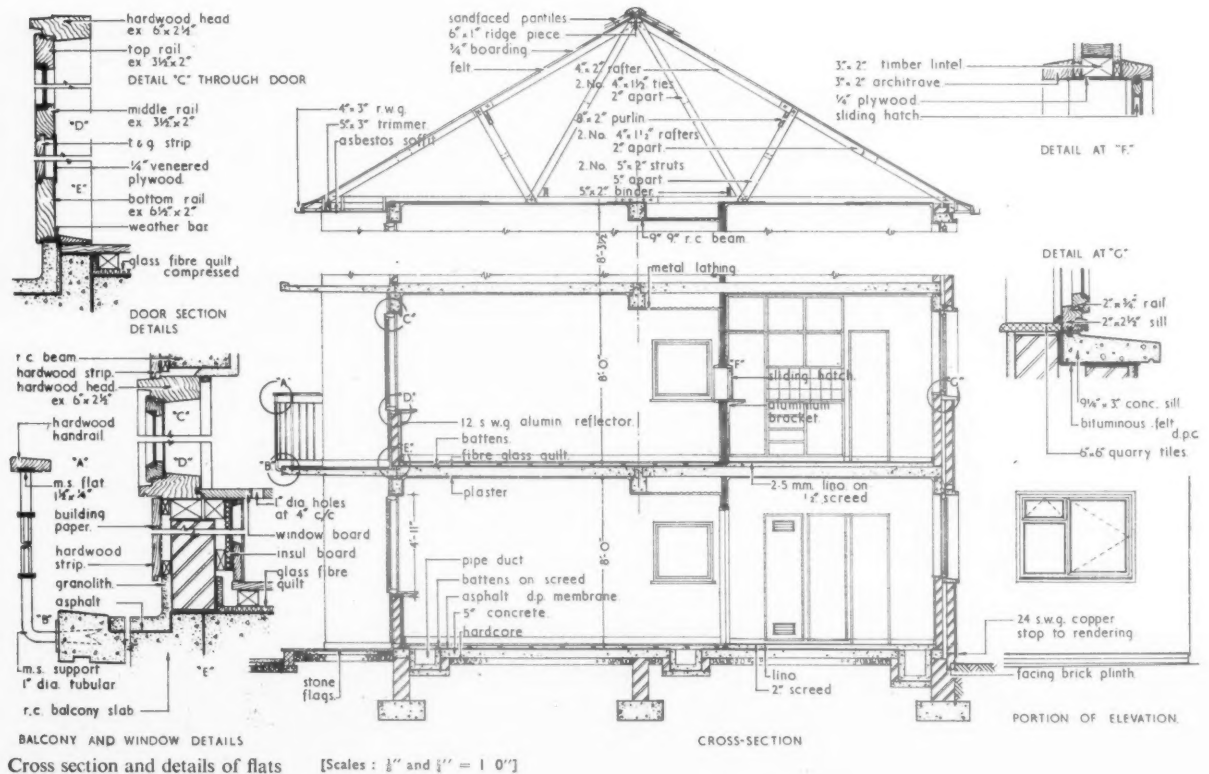 hardwood head
ex 6" x 2½"
top rail
ex 3½" x 2"
DETAIL "C" THROUGH DOOR
middle rail
ex 3½" x 2"
"D"
t & g strip
¼" veneered
plywood.
"E"
bottom rail
ex 6½" x 2"
weather bar
glass fibre quilt
compressed
DOOR SECTION
DETAILS
r.c. beam
hardwood strip.
hardwood head
ex 6" x 2½"
"C"
hardwood
handrail
"A"
"D"
m.s. flat
building
paper.
1" dia holes
at 4" c/c
window board
hardwood
strip.
insul board
glass fibre
quilt
granolith.
asphalt
"B"
m.s. support
1" dia. tubular
"E"
r.c. balcony slab
BALCONY AND WINDOW DETAILS
sandfaced pantiles
6" x 1" ridge piece
¾" boarding
felt
4" x 2" rafter
2. No. 4" x 1½" ties
2" apart
4" x 3" r.w.g.
5" x 3" trimmer
asbestos soffit
8" x 2" purlin
2. No. 4" x 1½" rafters
2" apart.
2. No. 5" x 2" struts
5" apart
5" x 2" binder
9" 9" r.c. beam
8'-3½"
metal lathing
"C"
"A"
8'-0"
"F"
sliding hatch.
"G"
"D"
aluminium
bracket
12 s.w.g alumin reflector.
battens.
"E"
fibre glass quilt.
"B"
plaster
2·5 mm. lino. on
1½" screed
4'-11"
8'-0"
pipe duct
battens on screed
asphalt d.p. membrane
5" concrete.
hardcore
stone
flags.
lino
2" screed
24 s.w.g. copper
stop to rendering
facing brick plinth.
CROSS-SECTION
3" x 2" timber lintel
3" x 2" architrave
¼" plywood
sliding hatch
DETAIL AT "F."
DETAIL AT "G"
2" x ¾" rail
2" x 2½" sill
9¼" x 3" conc. sill
bituminous felt
d.p.c.
6" x 6" quarry tiles.
PORTION OF ELEVATION.
Cross section and details of flats